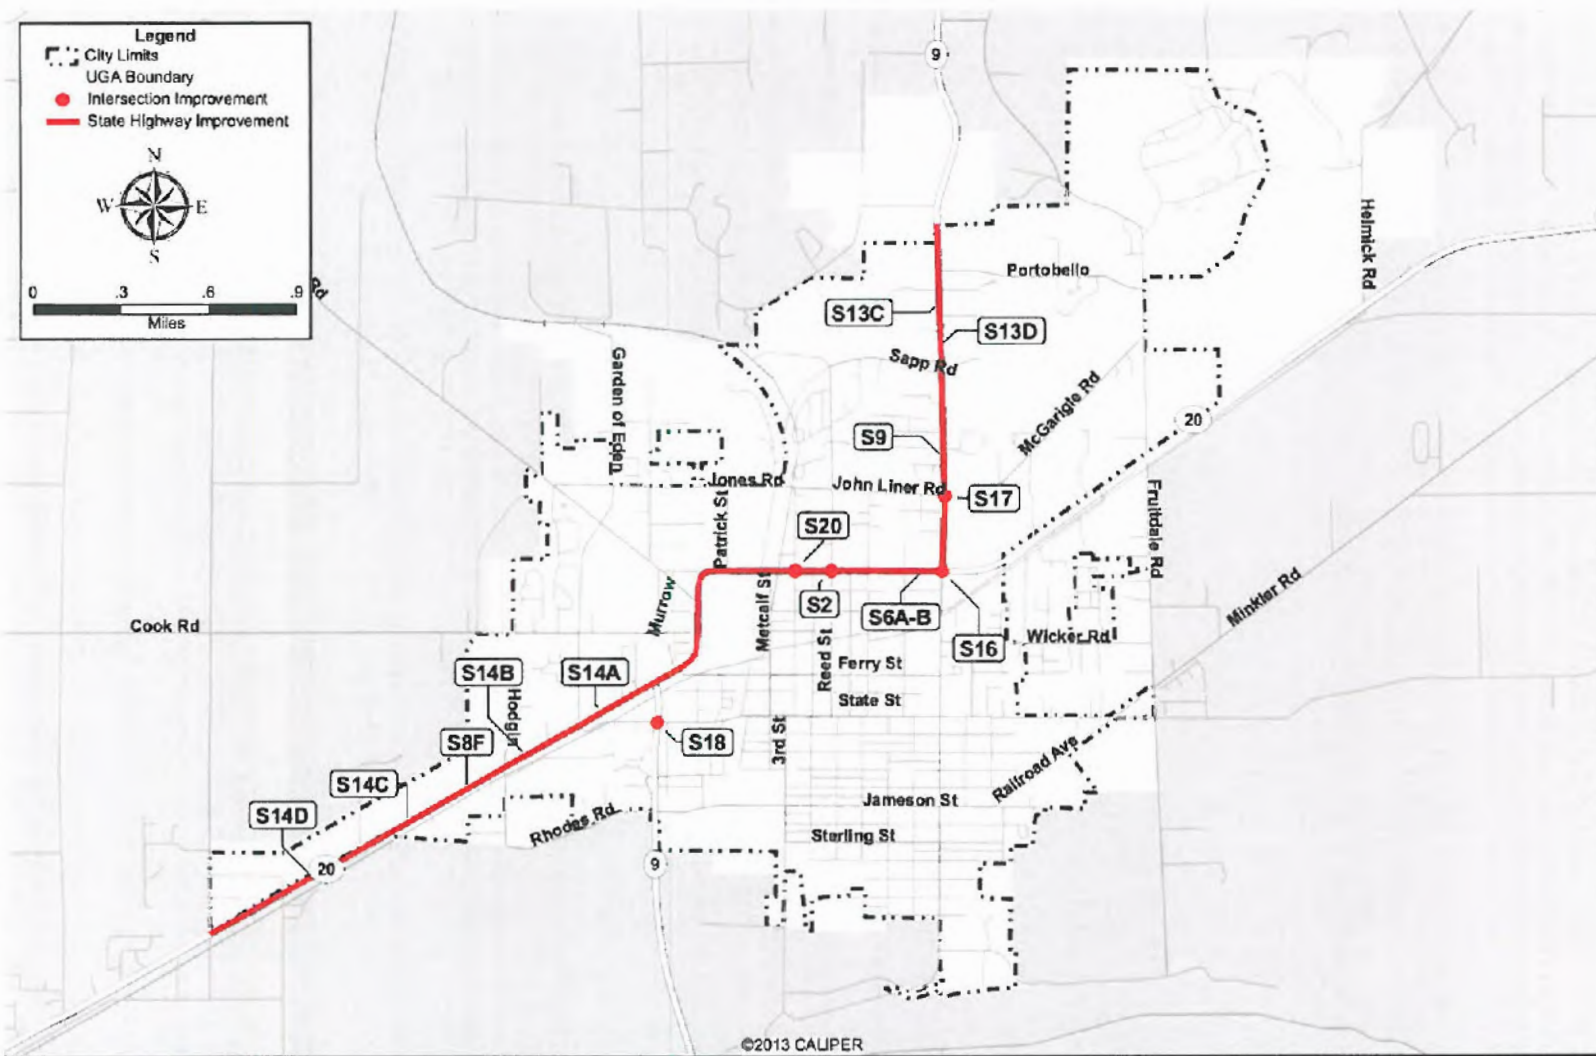 Legend
City Limits
UGA Boundary
Intersection Improvement
State Highway Improvement
N
W E
S
0 .3 .6 .9
Miles
Rd
9
Helmick Rd
Portobello
S13C
S13D
Sapp Rd
Garden of Eden
McGarigle Rd
20
S9
Jones Rd
John Liner Rd
S17
Patrick St
Fruitdale Rd
S20
Murrow
Metcalf St
S2
S6A-B
S16
Minkler Rd
Cook Rd
Wicker Rd
Reed St
Ferry St
S14B
S14A
State St
Hodgin
S18
3rd St
S8F
Railroad Ave
S14C
Jameson St
S14D
Rhodes Rd
Sterling St
20
9
©2013 CALIPER